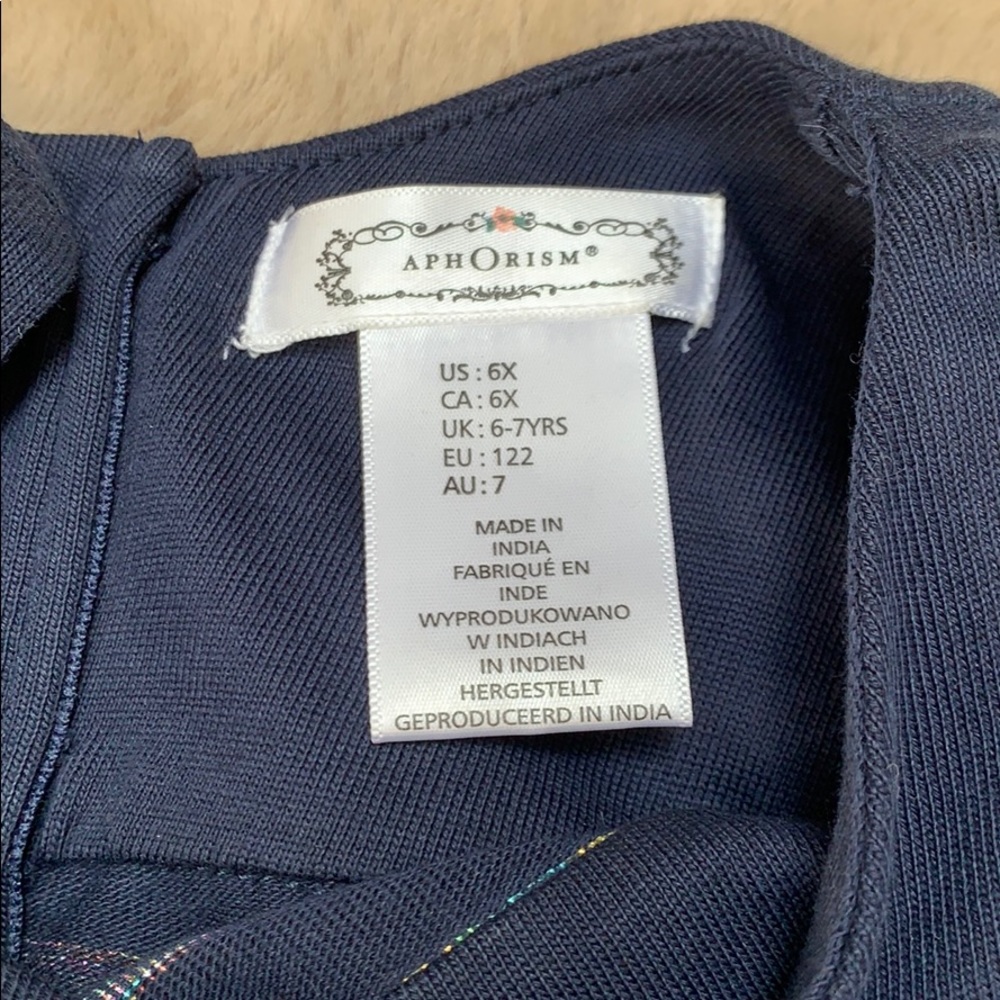 APHORISM®
US : 6X
CA : 6X
UK : 6-7YRS
EU : 122
AU : 7
MADE IN
INDIA
FABRIQUÉ EN
INDE
WYPRODUKOWANO
W INDIACH
IN INDIEN
HERGESTELLT
GEPRODUCEERD IN INDIA